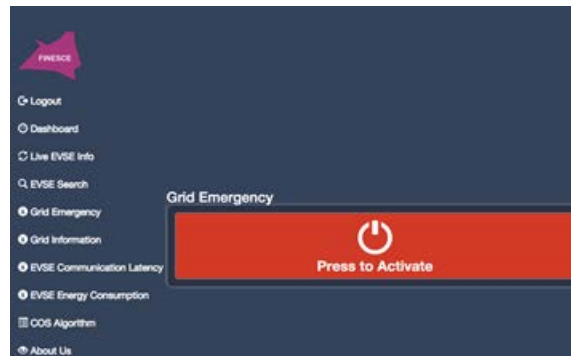 FINESCE
Logout
Dashboard
Live EVSE Info
EVSE Search
Grid Emergency
Grid Information
EVSE Communication Latency
EVSE Energy Consumption
COS Algorithm
About Us
Grid Emergency
Press to Activate